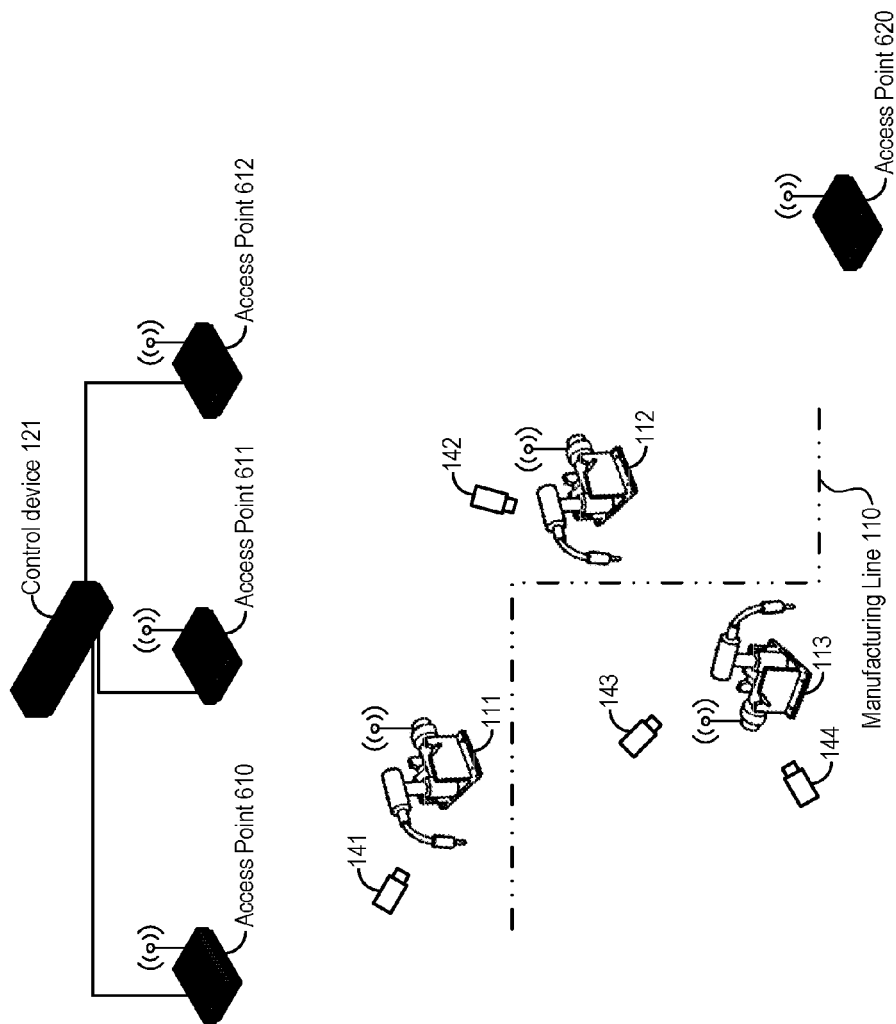 Control device 121
Access Point 610
Access Point 611
Access Point 612
141
111
142
112
143
113
144
Manufacturing Line 110
Access Point 620